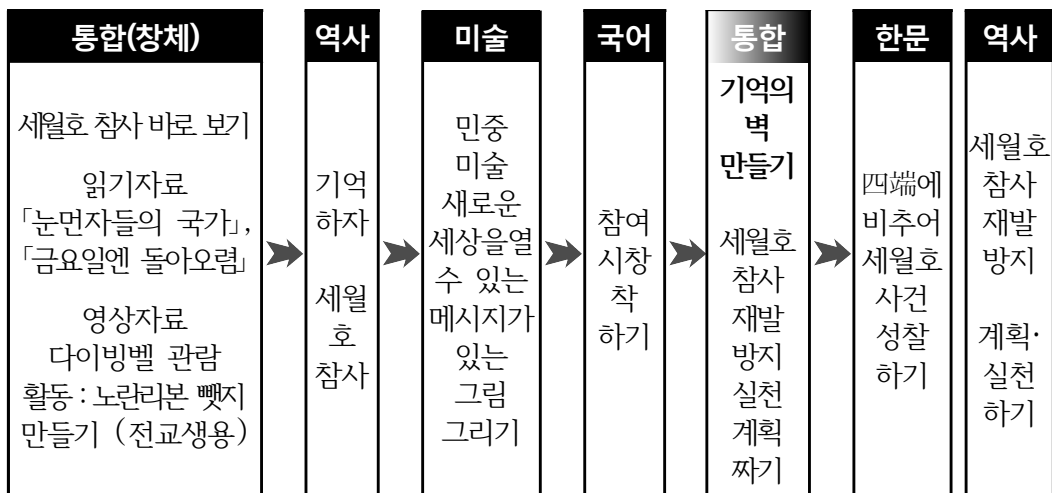 통합(창체)
세월호 참사 바로 보기
읽기자료
「눈먼자들의 국가」,
「금요일엔 돌아오렴」
영상자료
다이빙벨 관람
활동 : 노란리본 뺏지
만들기 (전교생용)
역사
기억
하자
세월
호
참사
미술
민중
미술
새로운
세상을열
수 있는
메시지가
있는
그림
그리기
국어
참여
시창
착
하기
통합
기억의
벽
만들기
세월호
참사
재발
방지
실천
계획
짜기
한문
四端에
비추어
세월호
사건
성찰
하기
역사
세월호
참사
재발
방지
계획·
실천
하기